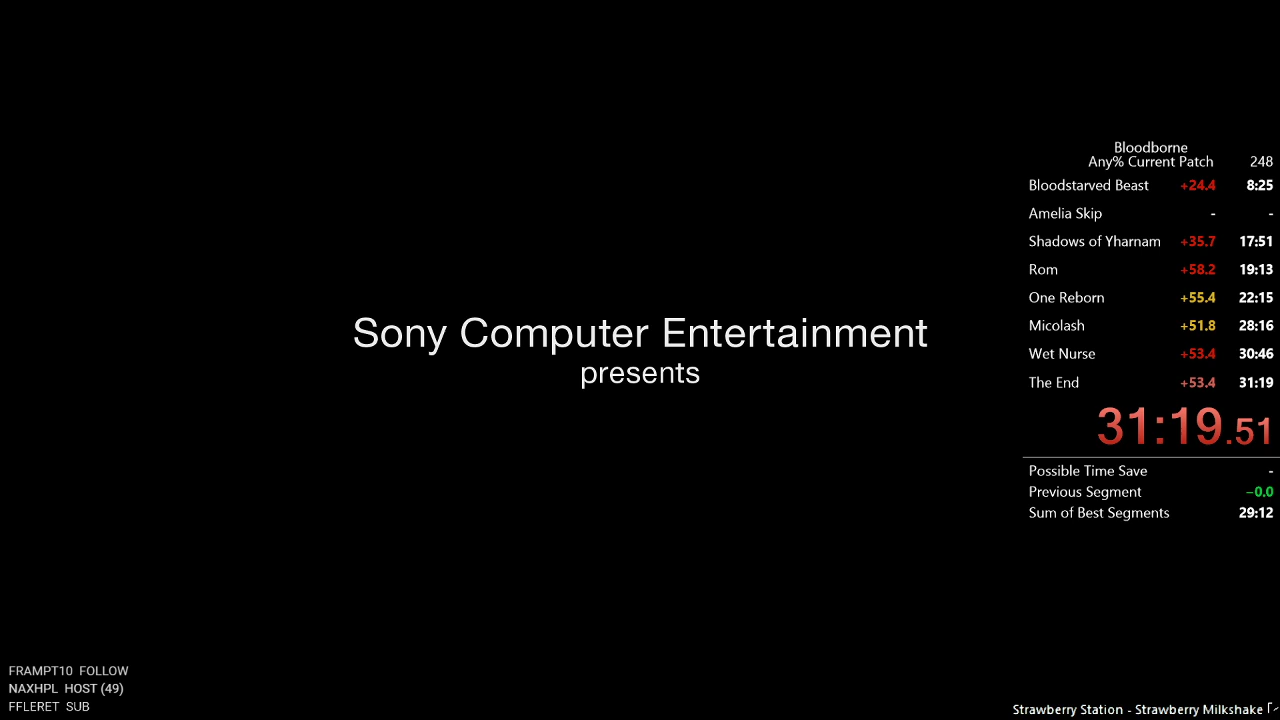 Sony Computer Entertainment
presents
Bloodborne
Any% Current Patch 248
Bloodstarved Beast +24.4 8:25
Amelia Skip - -
Shadows of Yharnam +35.7 17:51
Rom +58.2 19:13
One Reborn +55.4 22:15
Micolash +51.8 28:16
Wet Nurse +53.4 30:46
The End +53.4 31:19
31:19.51
Possible Time Save -
Previous Segment −0.0
Sum of Best Segments 29:12
FRAMPT10 FOLLOW
NAXHPL HOST (49)
FFLERET SUB
Strawberry Station - Strawberry Milkshake